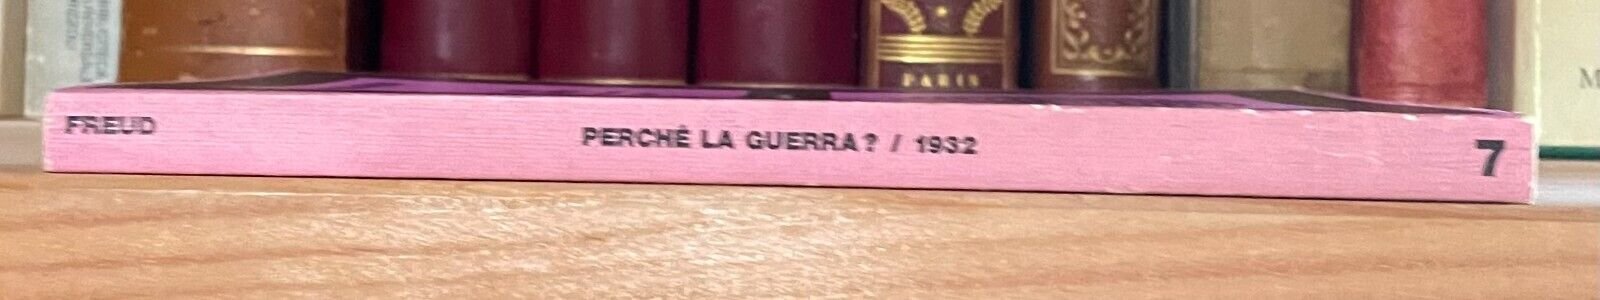 PARIS
FREUD PERCHÉ LA GUERRA? / 1932 7
M